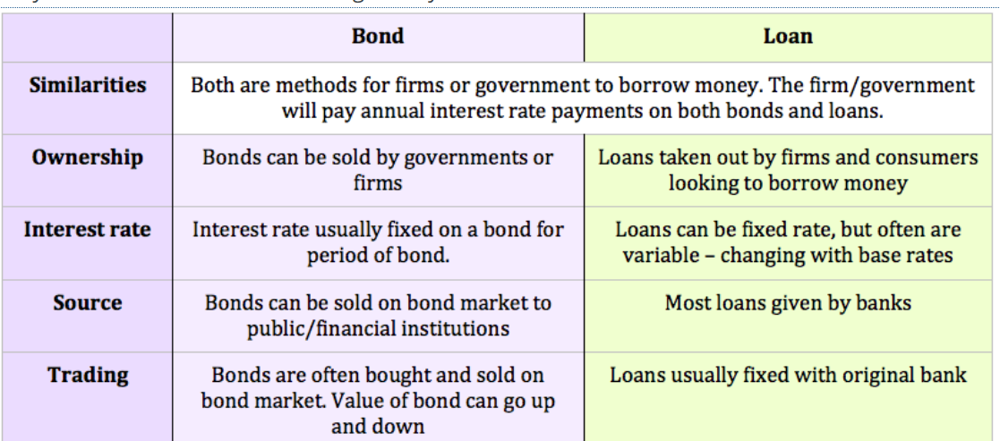 Bond Loan
Similarities Both are methods for firms or government to borrow money. The firm/government
will pay annual interest rate payments on both bonds and loans.
Ownership Bonds can be sold by governments or Loans taken out by firms and consumers
firms looking to borrow money
Interest rate Interest rate usually fixed on a bond for Loans can be fixed rate, but often are
period of bond. variable – changing with base rates
Source Bonds can be sold on bond market to Most loans given by banks
public/financial institutions
Trading Bonds are often bought and sold on Loans usually fixed with original bank
bond market. Value of bond can go up
and down